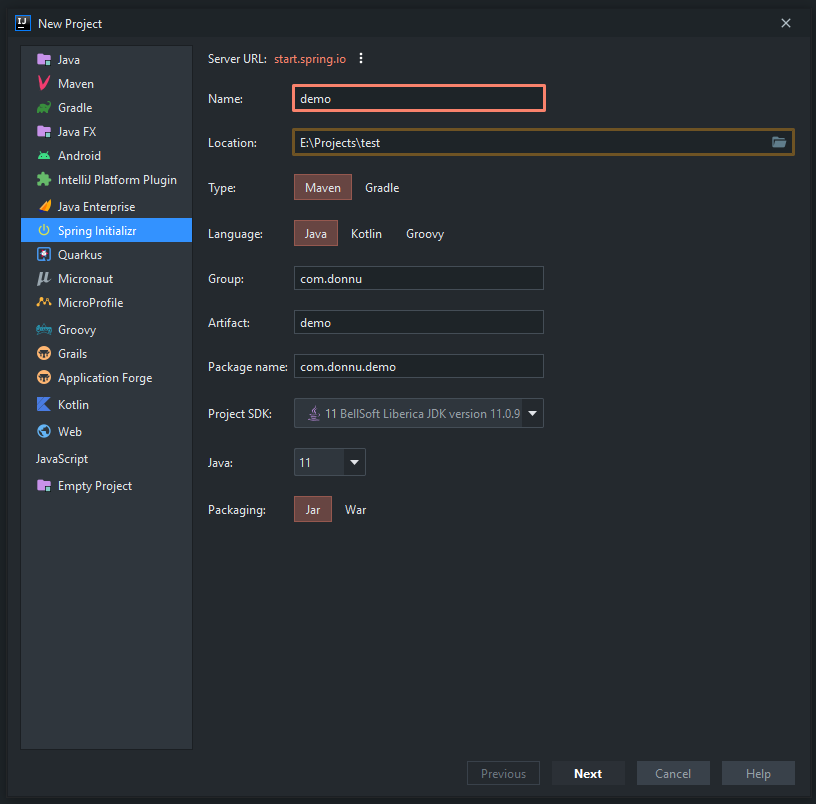 New Project
Java
Maven
Gradle
Java FX
Android
IntelliJ Platform Plugin
Java Enterprise
Spring Initializr
Quarkus
Micronaut
MicroProfile
Groovy
Grails
Application Forge
Kotlin
Web
JavaScript
Empty Project
Server URL: start.spring.io
Name: demo
Location: E:\Projects\test
Type: Maven Gradle
Language: Java Kotlin Groovy
Group: com.donnu
Artifact: demo
Package name: com.donnu.demo
Project SDK: 11 BellSoft Liberica JDK version 11.0.9
Java: 11
Packaging: Jar War
Previous Next Cancel Help